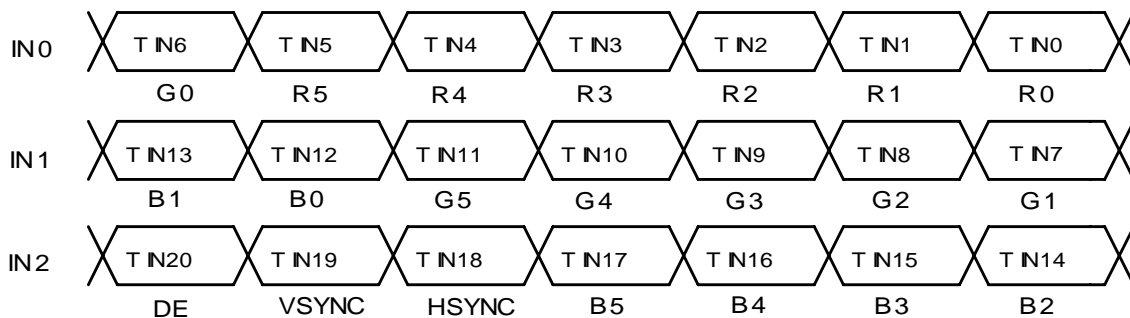 IN0 TIN6 TIN5 TIN4 TIN3 TIN2 TIN1 TIN0
G0 R5 R4 R3 R2 R1 R0
IN1 TIN13 TIN12 TIN11 TIN10 TIN9 TIN8 TIN7
B1 B0 G5 G4 G3 G2 G1
IN2 TIN20 TIN19 TIN18 TIN17 TIN16 TIN15 TIN14
DE VSYNC HSYNC B5 B4 B3 B2